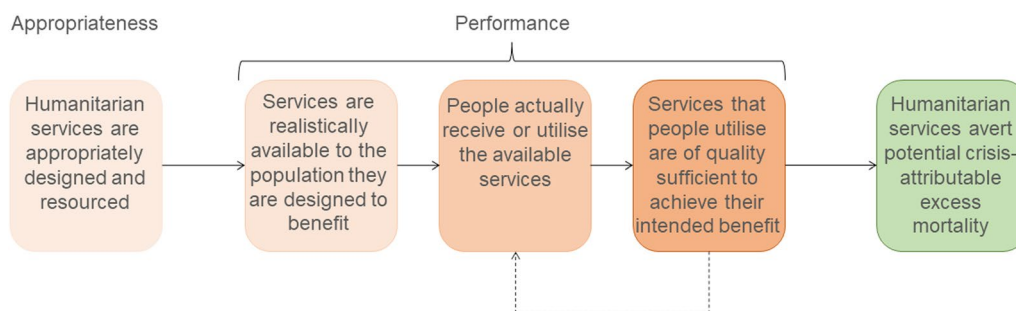 Appropriateness
Performance
Humanitarian
services are
appropriately
designed and
resourced
Services are
realistically
available to the
population they
are designed to
benefit
People actually
receive or utilise
the available
services
Services that
people utilise
are of quality
sufficient to
achieve their
intended benefit
Humanitarian
services avert
potential crisis-
attributable
excess
mortality